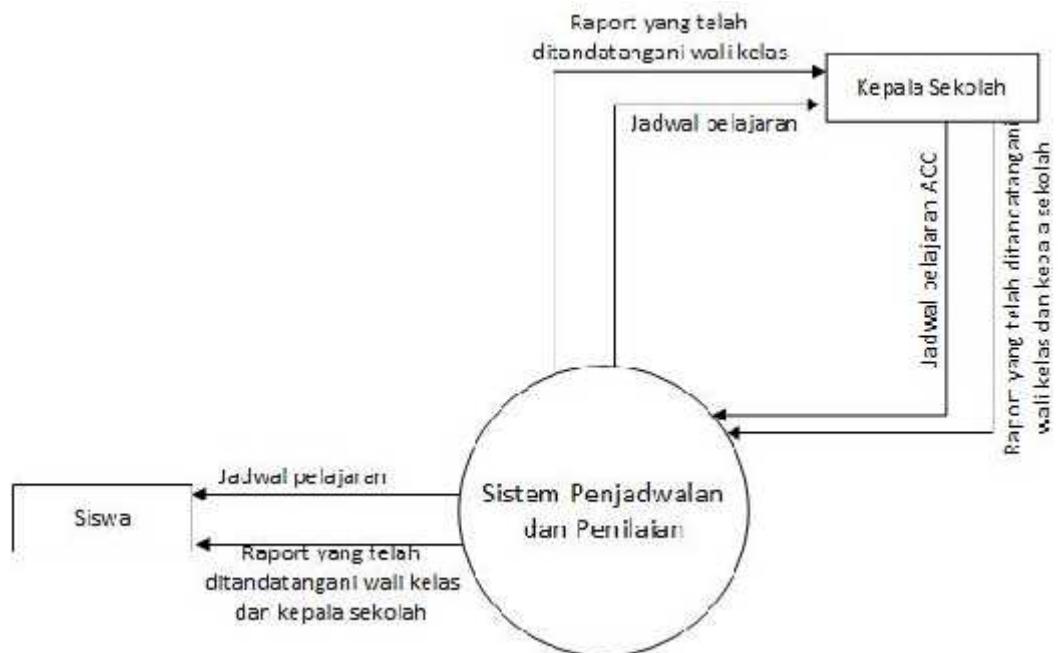 Raport yang telah
ditandatangani wali kelas
Kepala Sekolah
Jadwal pelajaran
Jadwal pelajaran ACC
Raport yang telah ditandatangani
wali kelas dan kepala sekolah
Sistem Penjadwalan
dan Penilaian
Jadwal pelajaran
Siswa
Raport yang telah
ditandatangani wali kelas
dan kepala sekolah